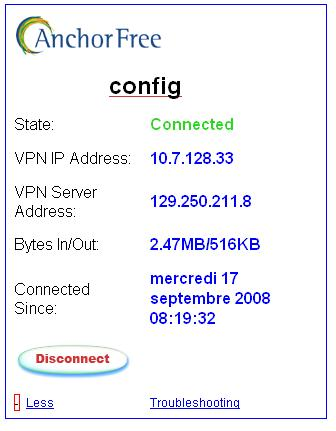 AnchorFree
config
State: Connected
VPN IP Address: 10.7.128.33
VPN Server
Address: 129.250.211.8
Bytes In/Out: 2.47MB/516KB
Connected
Since: mercredi 17
septembre 2008
08:19:32
Disconnect
- Less Troubleshooting